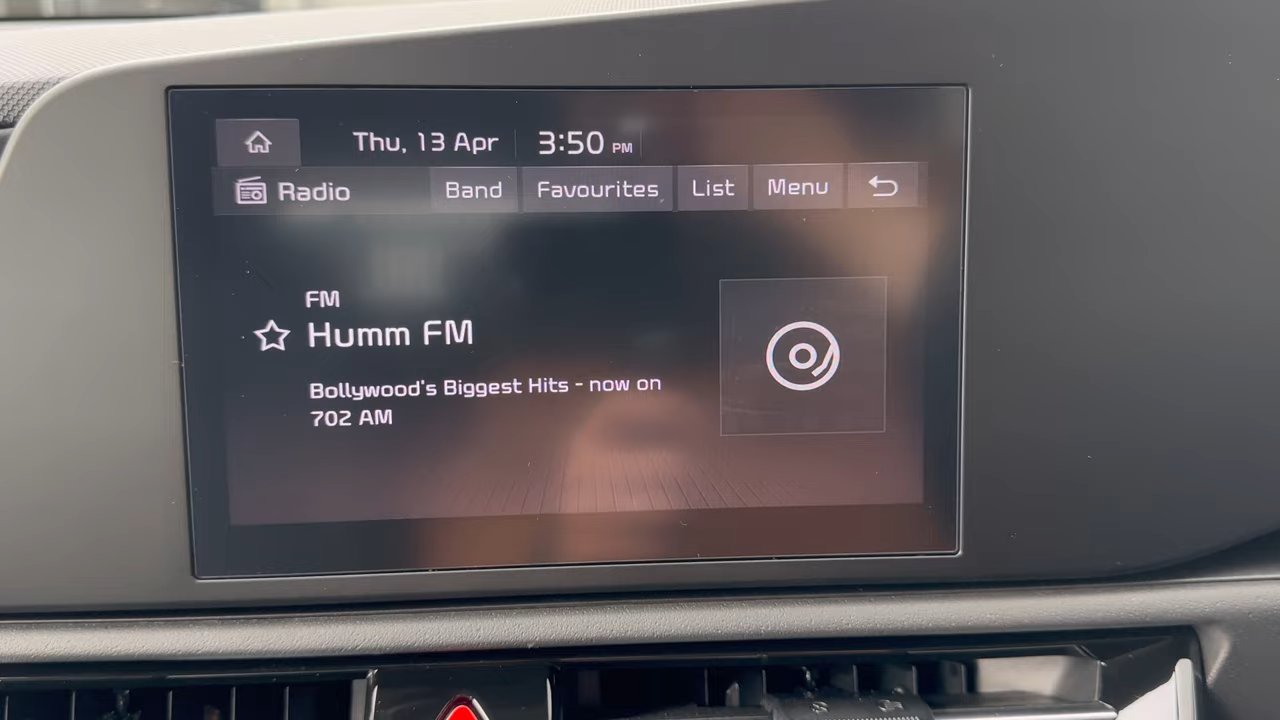 Thu, 13 Apr 3:50 PM
Radio Band Favourites List Menu
FM
Humm FM
Bollywood's Biggest Hits - now on
702 AM